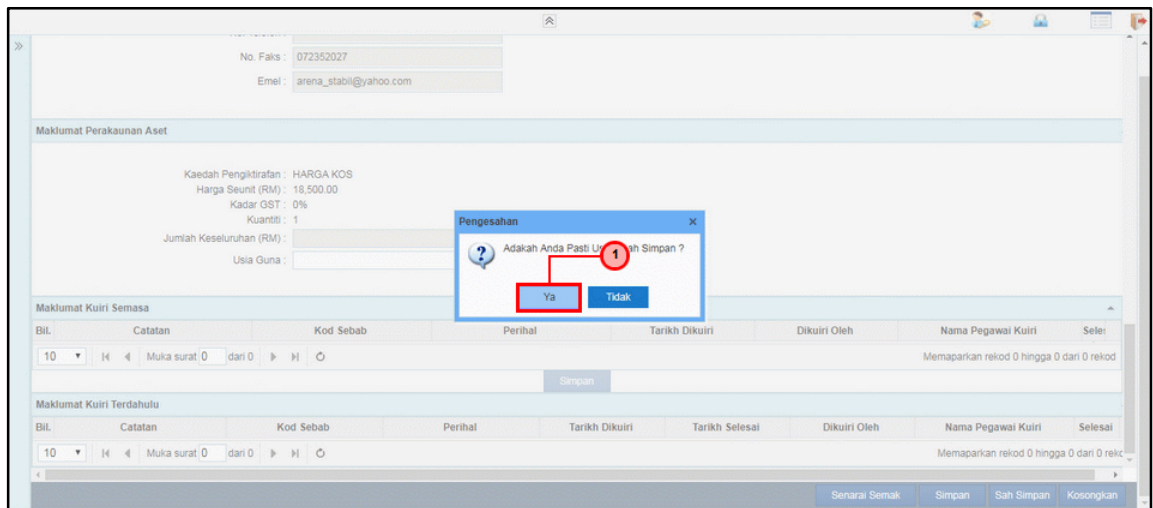 No. Faks : 072352027
Emel : arena_stabil@yahoo.com
Maklumat Perakaunan Aset
Kaedah Pengiktirafan : HARGA KOS
Harga Seunit (RM) : 18,500.00
Kadar GST : 0%
Kuantiti : 1
Jumlah Keseluruhan (RM) :
Usia Guna :
Pengesahan
Adakah Anda Pasti ah Simpan ?
1
Ya Tidak
Maklumat Kuiri Semasa
Bil. Catatan Kod Sebab Perihal Tarikh Dikuiri Dikuiri Oleh Nama Pegawai Kuiri
10 Muka surat 0 dari 0 Memaparkan rekod 0 hingga 0 dari 0 rekod
Simpan
Maklumat Kuiri Terdahulu
Bil. Catatan Kod Sebab Perihal Tarikh Dikuiri Tarikh Selesai Dikuiri Oleh Nama Pegawai Kuiri Selesai
10 Muka surat 0 dari 0 Memaparkan rekod 0 hingga 0 dari 0
Senarai Semak Simpan Sah Simpan Kosongkan